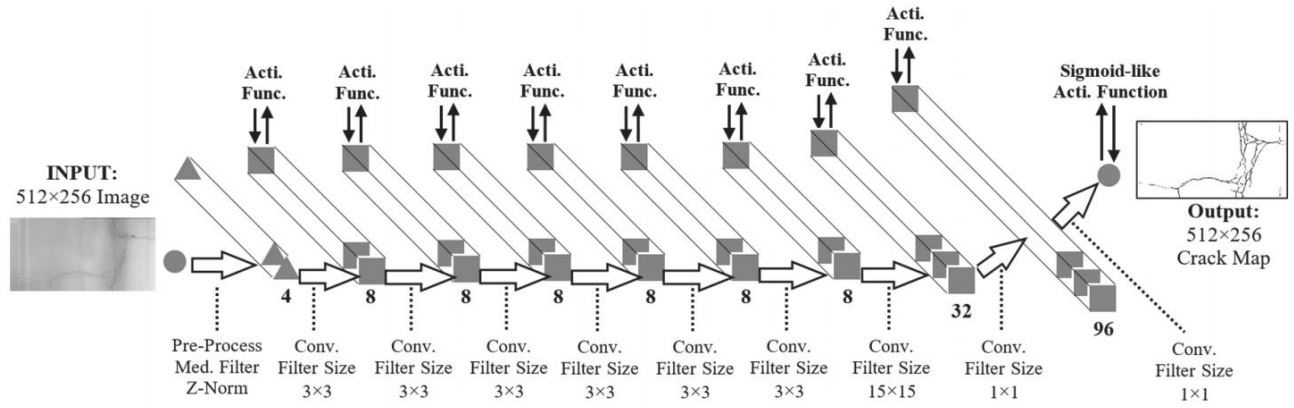 INPUT:
512×256 Image
Acti.
Func.
Acti.
Func.
Acti.
Func.
Acti.
Func.
Acti.
Func.
Acti.
Func.
Acti.
Func.
Acti.
Func.
Sigmoid-like
Acti. Function
Output:
512×256
Crack Map
4
8
8
8
8
8
8
32
96
Pre-Process
Med. Filter
Z-Norm
Conv.
Filter Size
3×3
Conv.
Filter Size
3×3
Conv.
Filter Size
3×3
Conv.
Filter Size
3×3
Conv.
Filter Size
3×3
Conv.
Filter Size
3×3
Conv.
Filter Size
15×15
Conv.
Filter Size
1×1
Conv.
Filter Size
1×1